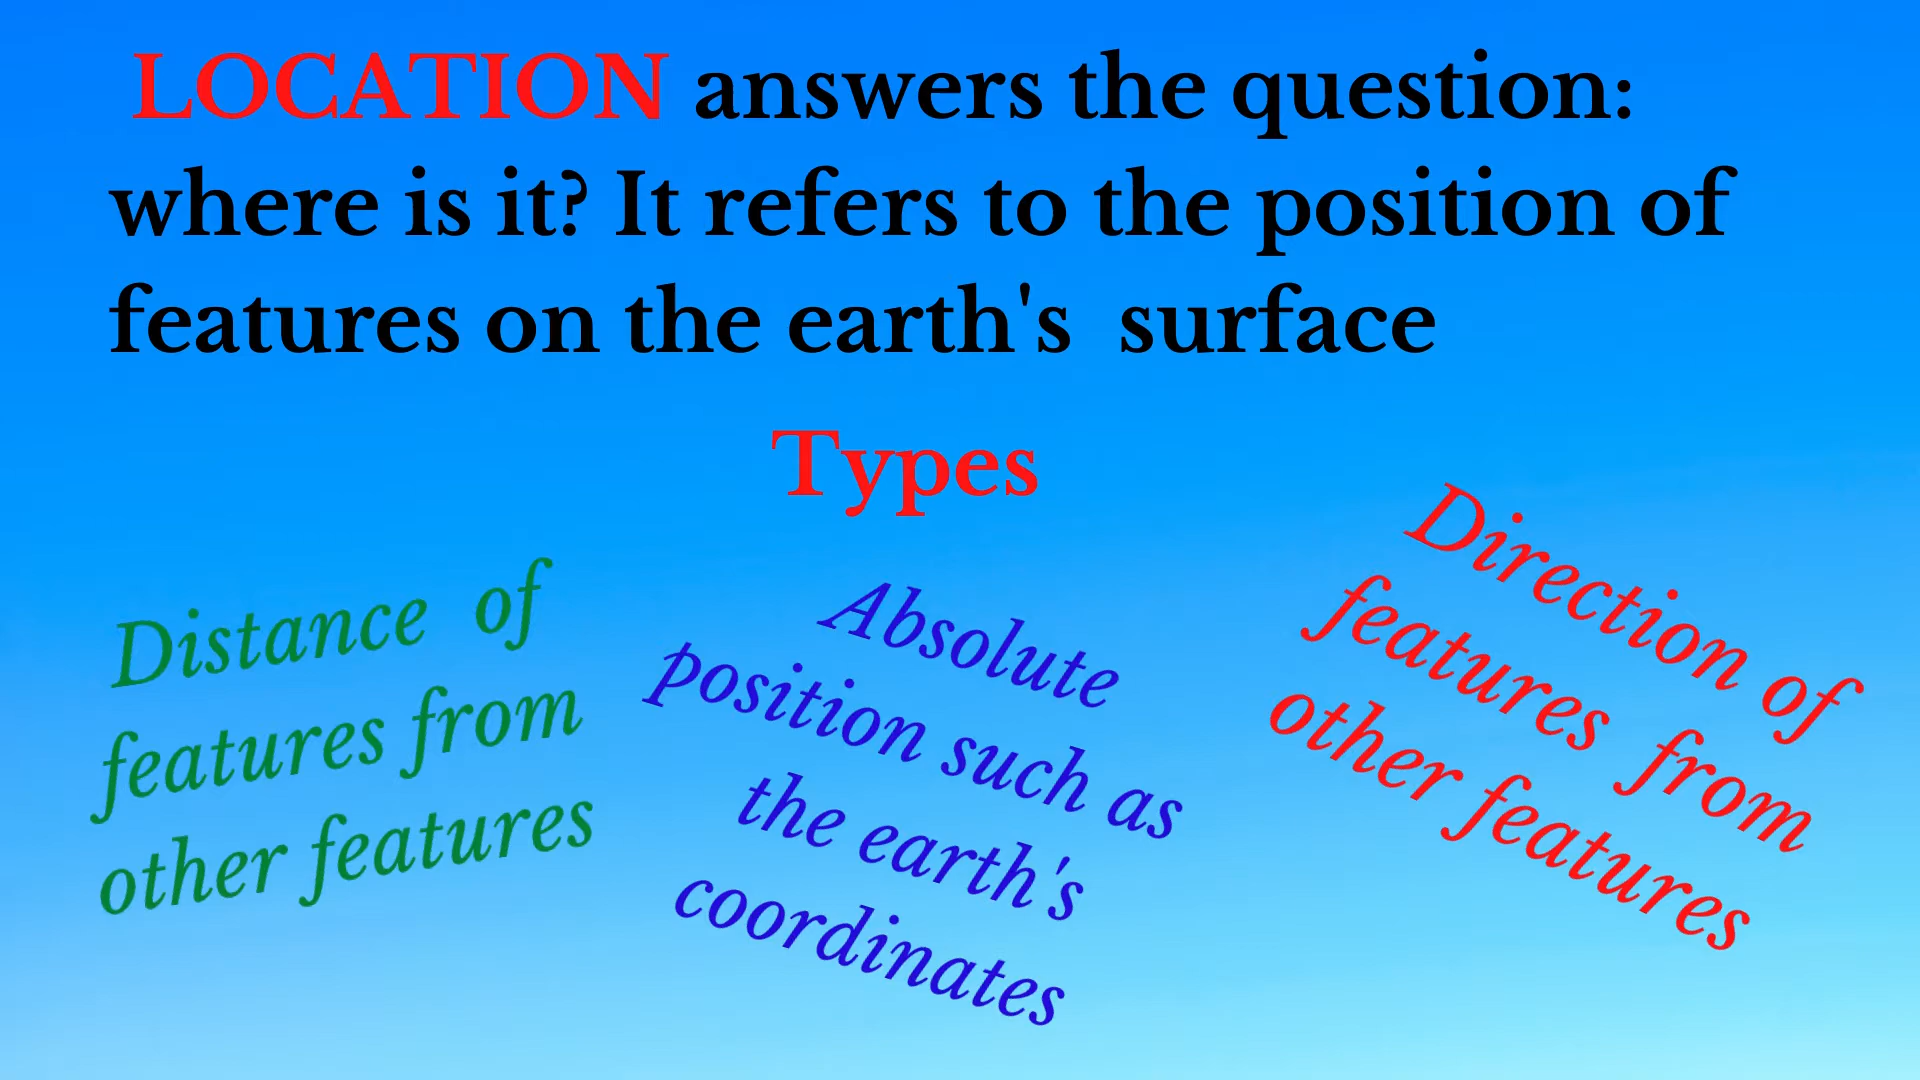 LOCATION answers the question:
where is it? It refers to the position of
features on the earth's  surface
Types
Distance  of
features from
other features
Absolute
position such as
the earth's
coordinates
Direction of
features  from
other features